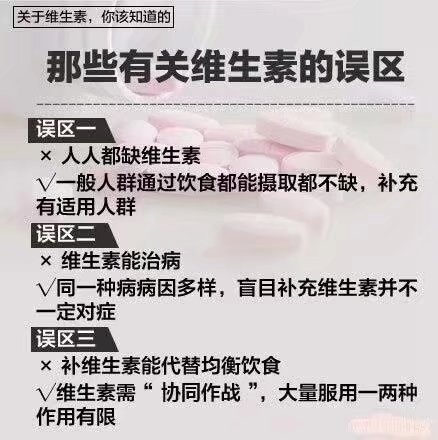 关于维生素，你该知道的
那些有关维生素的误区
误区一
× 人人都缺维生素
√一般人群通过饮食都能摄取都不缺，补充
有适用人群
误区二
× 维生素能治病
√同一种病病因多样，盲目补充维生素并不
一定对症
误区三
× 补维生素能代替均衡饮食
√维生素需“ 协同作战 ”，大量服用一两种
作用有限